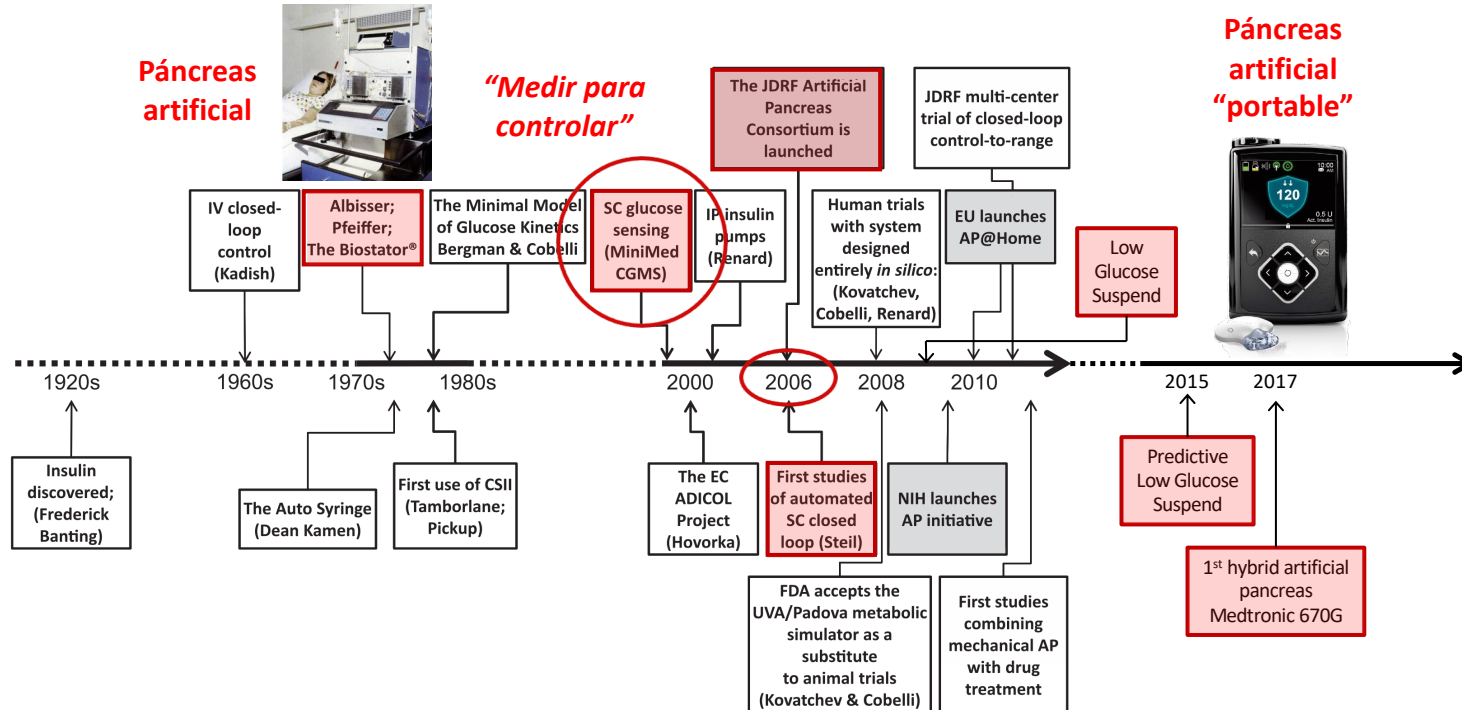 Páncreas
artificial
“Medir para
controlar”
Páncreas
artificial
“portable”
IV closed-
loop
control
(Kadish)
Albisser;
Pfeiffer;
The Biostator®
The Minimal Model
of Glucose Kinetics
Bergman & Cobelli
SC glucose
sensing
(MiniMed
CGMS)
IP insulin
pumps
(Renard)
The JDRF Artificial
Pancreas
Consortium is
launched
Human trials
with system
designed
entirely in silico:
(Kovatchev,
Cobelli, Renard)
JDRF multi-center
trial of closed-loop
control-to-range
EU launches
AP@Home
Low
Glucose
Suspend
10:00
AM
120
0.5 U
Act. Insulin
1920s
1960s
1970s
1980s
2000
2006
2008
2010
2015
2017
Insulin
discovered;
(Frederick
Banting)
The Auto Syringe
(Dean Kamen)
First use of CSII
(Tamborlane;
Pickup)
The EC
ADICOL
Project
(Hovorka)
First studies
of automated
SC closed
loop (Steil)
NIH launches
AP initiative
FDA accepts the
UVA/Padova metabolic
simulator as a
substitute
to animal trials
(Kovatchev & Cobelli)
First studies
combining
mechanical AP
with drug
treatment
Predictive
Low Glucose
Suspend
1st hybrid artificial
pancreas
Medtronic 670G